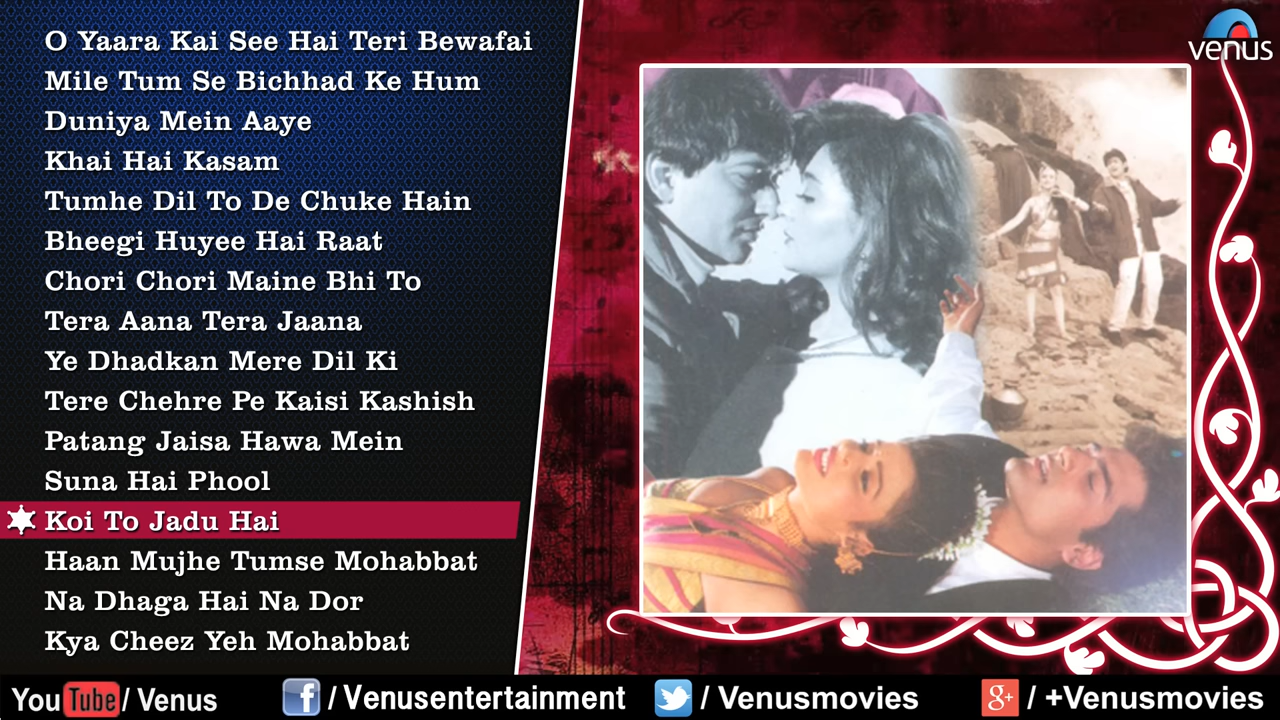 O Yaara Kai See Hai Teri Bewafai
Mile Tum Se Bichhad Ke Hum
Duniya Mein Aaye
Khai Hai Kasam
Tumhe Dil To De Chuke Hain
Bheegi Huyee Hai Raat
Chori Chori Maine Bhi To
Tera Aana Tera Jaana
Ye Dhadkan Mere Dil Ki
Tere Chehre Pe Kaisi Kashish
Patang Jaisa Hawa Mein
Suna Hai Phool
Koi To Jadu Hai
Haan Mujhe Tumse Mohabbat
Na Dhaga Hai Na Dor
Kya Cheez Yeh Mohabbat
venus
YouTube / Venus
f / Venusentertainment
/ Venusmovies
g+ / +Venusmovies